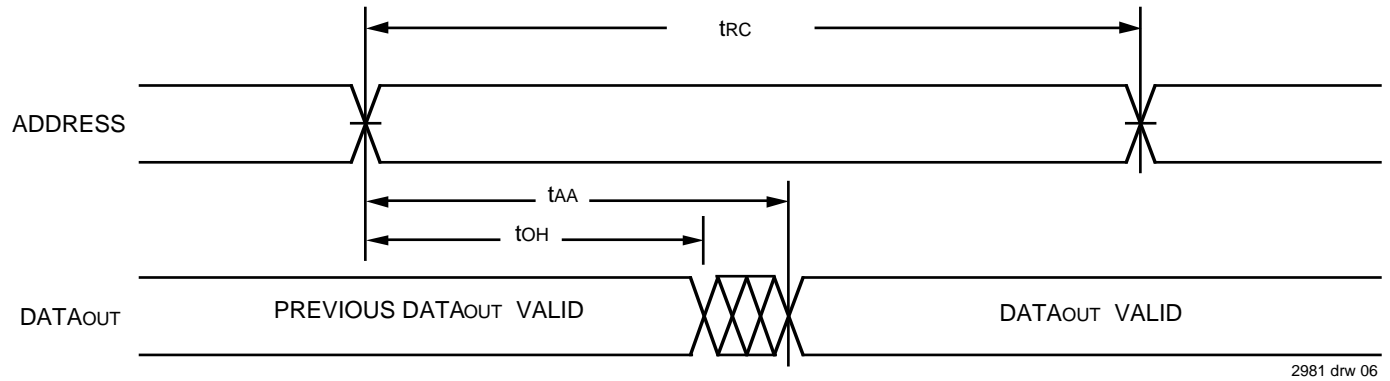 tRC
ADDRESS
tAA
tOH
PREVIOUS DATAOUT VALID
DATAOUT
DATAOUT VALID
2981 drw 06